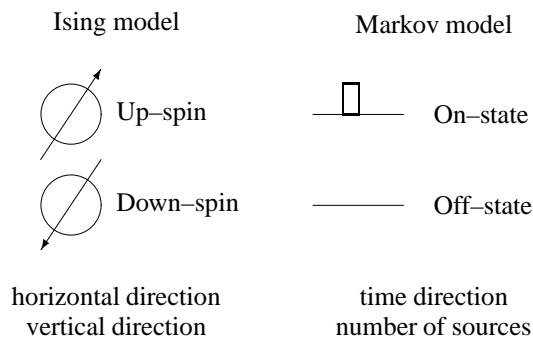 Ising model
Markov model
Up–spin
On–state
Down–spin
Off–state
horizontal direction
time direction
vertical direction
number of sources